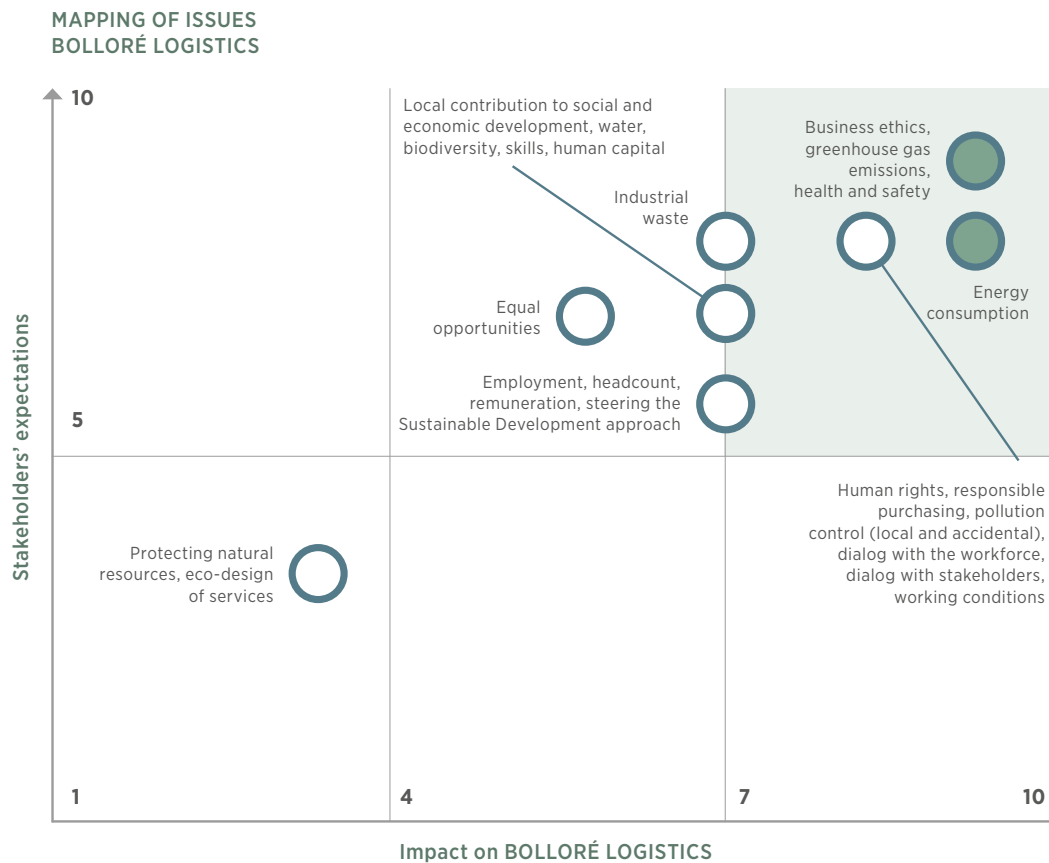 MAPPING OF ISSUES
BOLLORÉ LOGISTICS
10
Local contribution to social and
economic development, water,
biodiversity, skills, human capital
Business ethics,
greenhouse gas
emissions,
health and safety
Industrial
waste
Energy
consumption
Equal
opportunities
Employment, headcount,
remuneration, steering the
Sustainable Development approach
5
Stakeholders’ expectations
Human rights, responsible
purchasing, pollution
control (local and accidental),
dialog with the workforce,
dialog with stakeholders,
working conditions
Protecting natural
resources, eco-design
of services
1
4
7
10
Impact on BOLLORÉ LOGISTICS